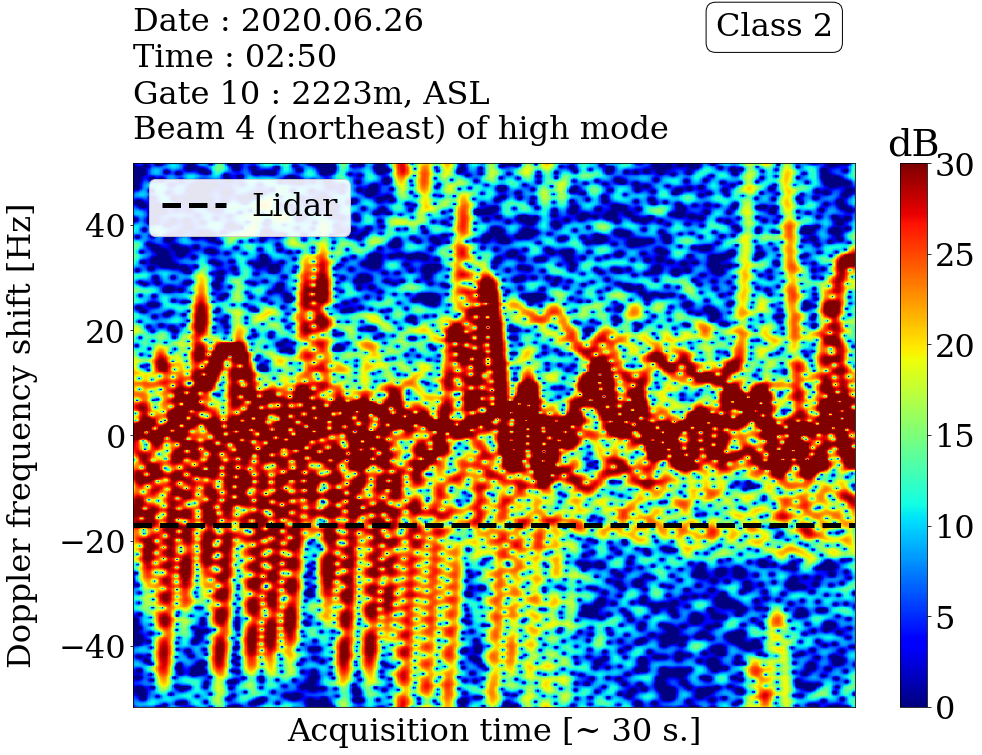 Date : 2020.06.26
Time : 02:50
Gate 10 : 2223m, ASL
Beam 4 (northeast) of high mode
Class 2
dB
Lidar
Doppler frequency shift [Hz]
40
20
0
−20
−40
Acquisition time [~ 30 s.]
30
25
20
15
10
5
0